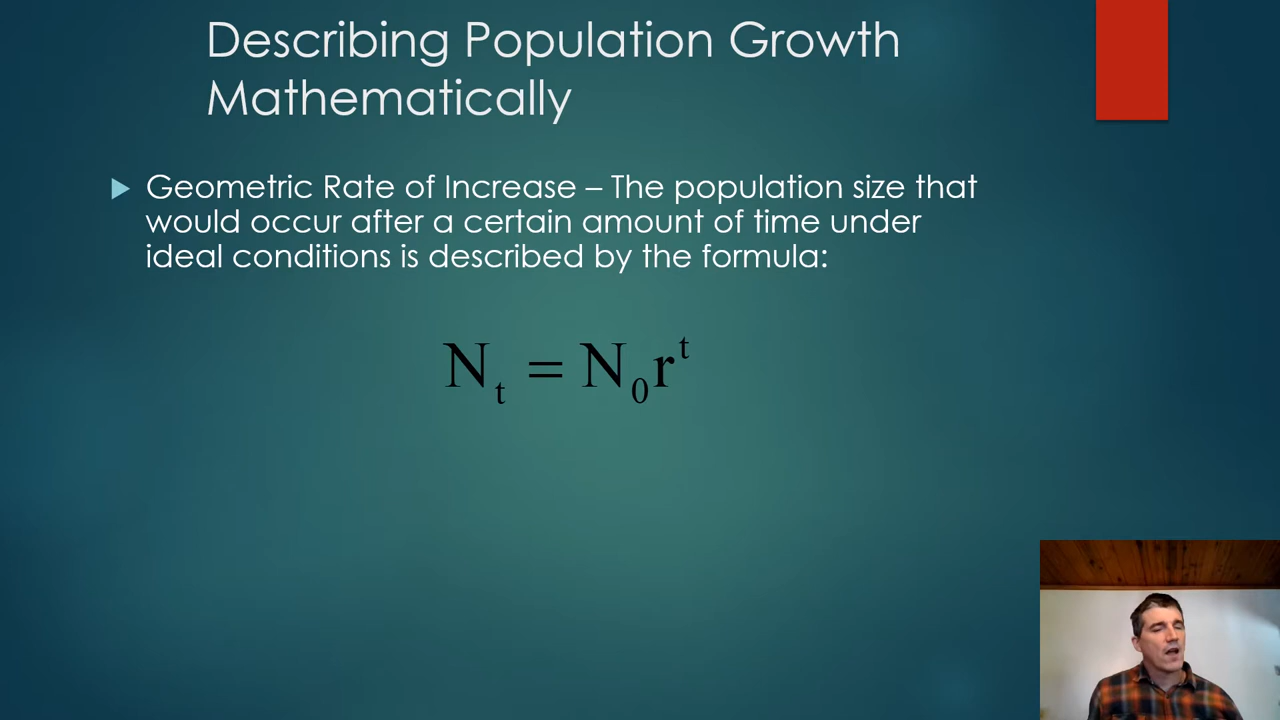 Describing Population Growth
Mathematically
Geometric Rate of Increase – The population size that
would occur after a certain amount of time under
ideal conditions is described by the formula:
Nₜ = N₀rᵗ